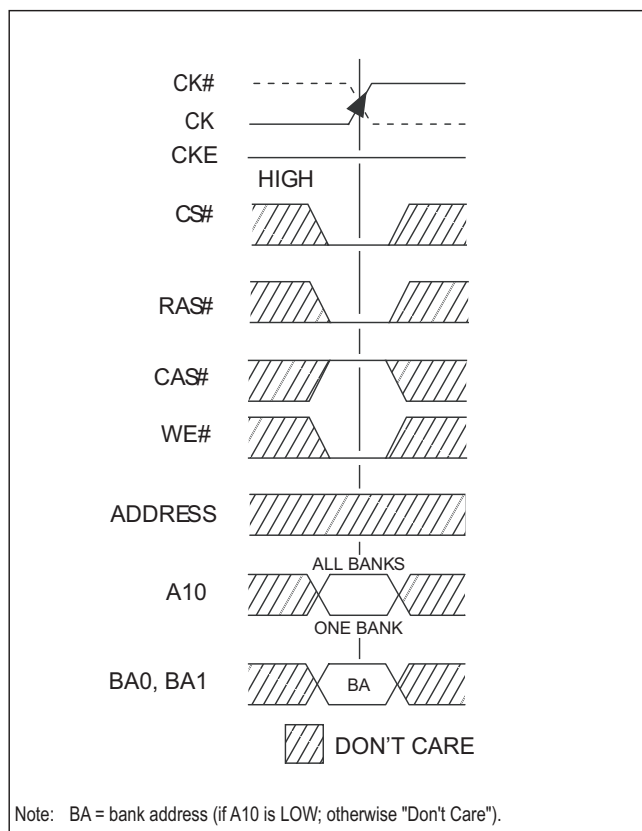 CK#
CK
CKE
HIGH
CS#
RAS#
CAS#
WE#
ADDRESS
ALL BANKS
A10
ONE BANK
BA0, BA1
BA
DON'T CARE
Note: BA = bank address (if A10 is LOW; otherwise "Don't Care").